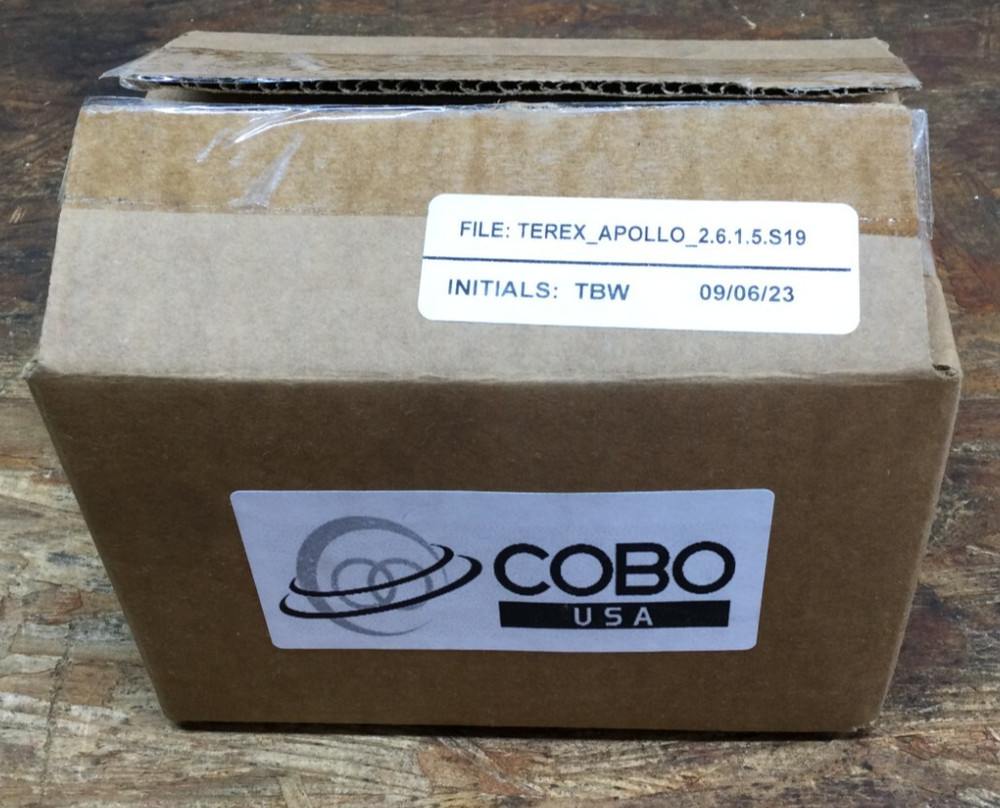 FILE: TEREX_APOLLO_2.6.1.5.S19
INITIALS: TBW 09/06/23
COBO
USA